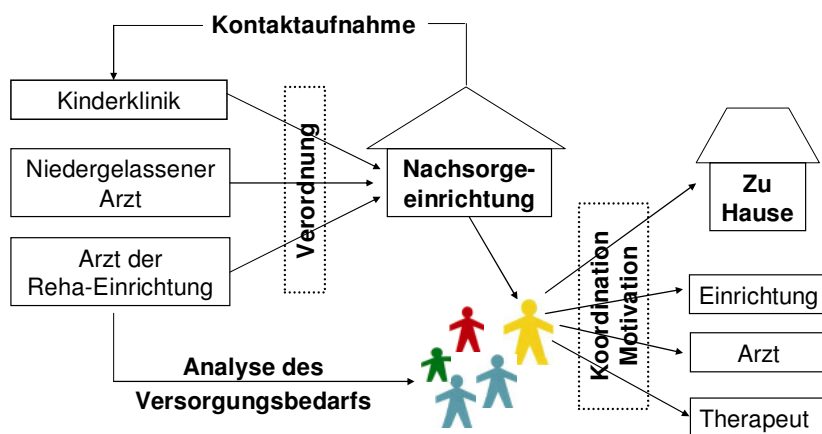 Kontaktaufnahme
Kinderklinik
Niedergelassener
Arzt
Arzt der
Reha-Einrichtung
Verordnung
Nachsorge-
einrichtung
Zu
Hause
Koordination
Motivation
Einrichtung
Arzt
Therapeut
Analyse des
Versorgungsbedarfs